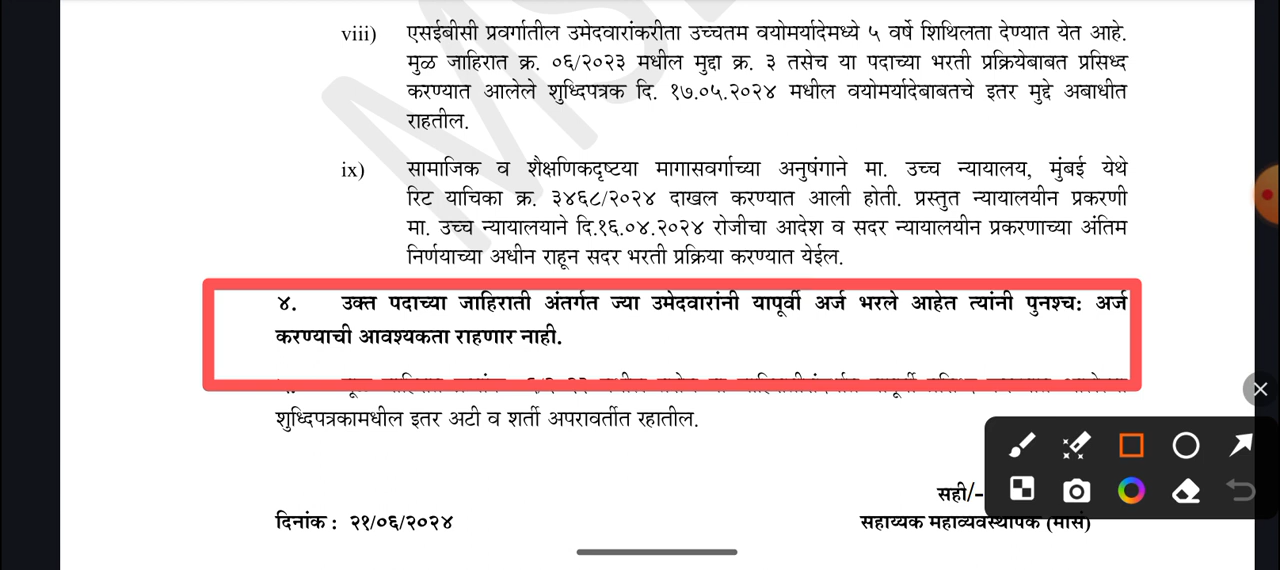 viii) एसईबीसी प्रवर्गातील उमेदवारांकरीता उच्चतम वयोमर्यादेमध्ये ५ वर्षे शिथिलता देण्यात येत आहे.
मुळ जाहिरात क्र. ०६/२०२३ मधील मुद्दा क्र. ३ तसेच या पदाच्या भरती प्रक्रियेबाबत प्रसिध्द
करण्यात आलेले शुध्दिपत्रक दि. १७.०५.२०२४ मधील वयोमर्यादेबाबतचे इतर मुद्दे अबाधीत
राहतील.
ix) सामाजिक व शैक्षणिकदृष्टया मागासवर्गाच्या अनुषंगाने मा. उच्च न्यायालय, मुंबई येथे
रिट याचिका क्र. ३४६८/२०२४ दाखल करण्यात आली होती. प्रस्तुत न्यायालयीन प्रकरणी
मा. उच्च न्यायालयाने दि.१६.०४.२०२४ रोजीचा आदेश व सदर न्यायालयीन प्रकरणाच्या अंतिम
निर्णयाच्या अधीन राहून सदर भरती प्रक्रिया करण्यात येईल.
४. उक्त पदाच्या जाहिराती अंतर्गत ज्या उमेदवारांनी यापूर्वी अर्ज भरले आहेत त्यांनी पुनश्च: अर्ज
करण्याची आवश्यकता राहणार नाही.
शुध्दिपत्रकामधील इतर अटी व शर्ती अपरावर्तीत रहातील.
सही/-
दिनांक : २१/०६/२०२४ सहाय्यक महाव्यवस्थापक (मासं)